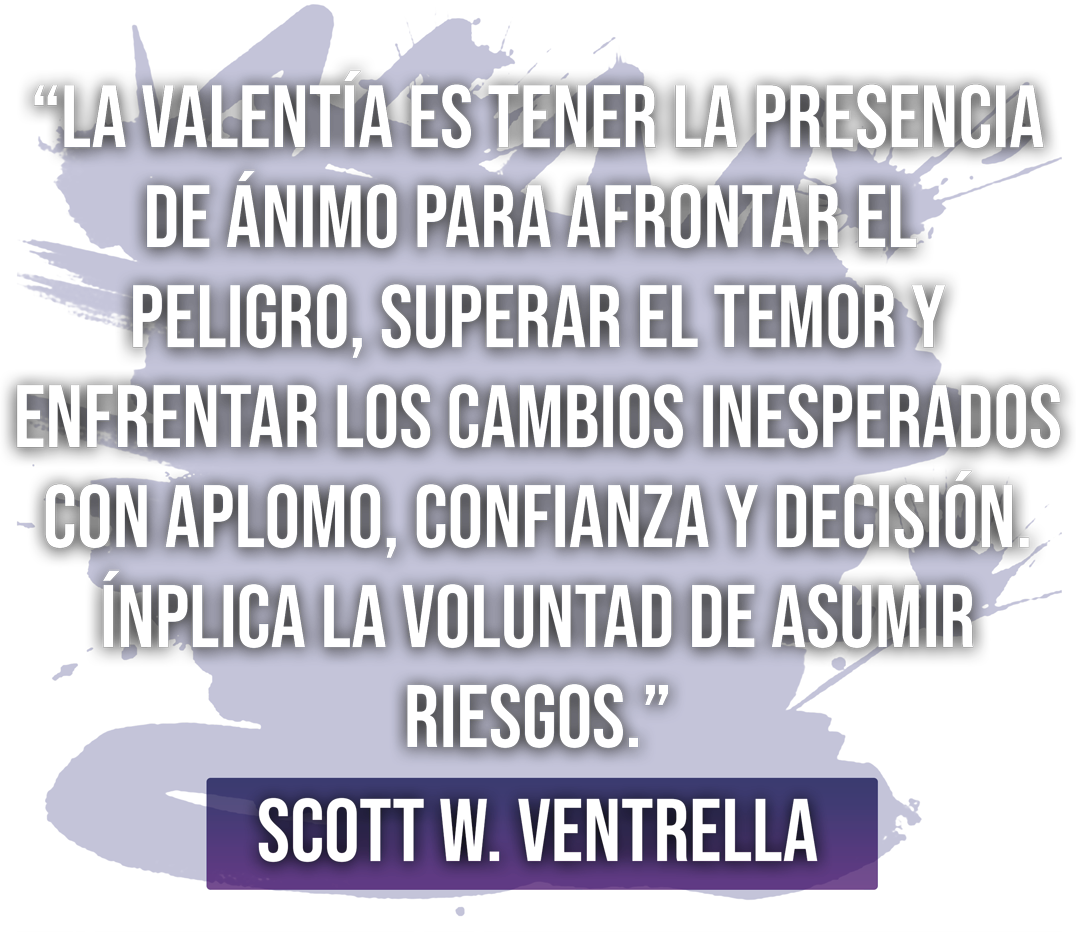 “LA VALENTÍA ES TENER LA PRESENCIA
DE ÁNIMO PARA AFRONTAR EL
PELIGRO, SUPERAR EL TEMOR Y
ENFRENTAR LOS CAMBIOS INESPERADOS
CON APLOMO, CONFIANZA Y DECISIÓN.
ÍNPLICA LA VOLUNTAD DE ASUMIR
RIESGOS.”
SCOTT W. VENTRELLA